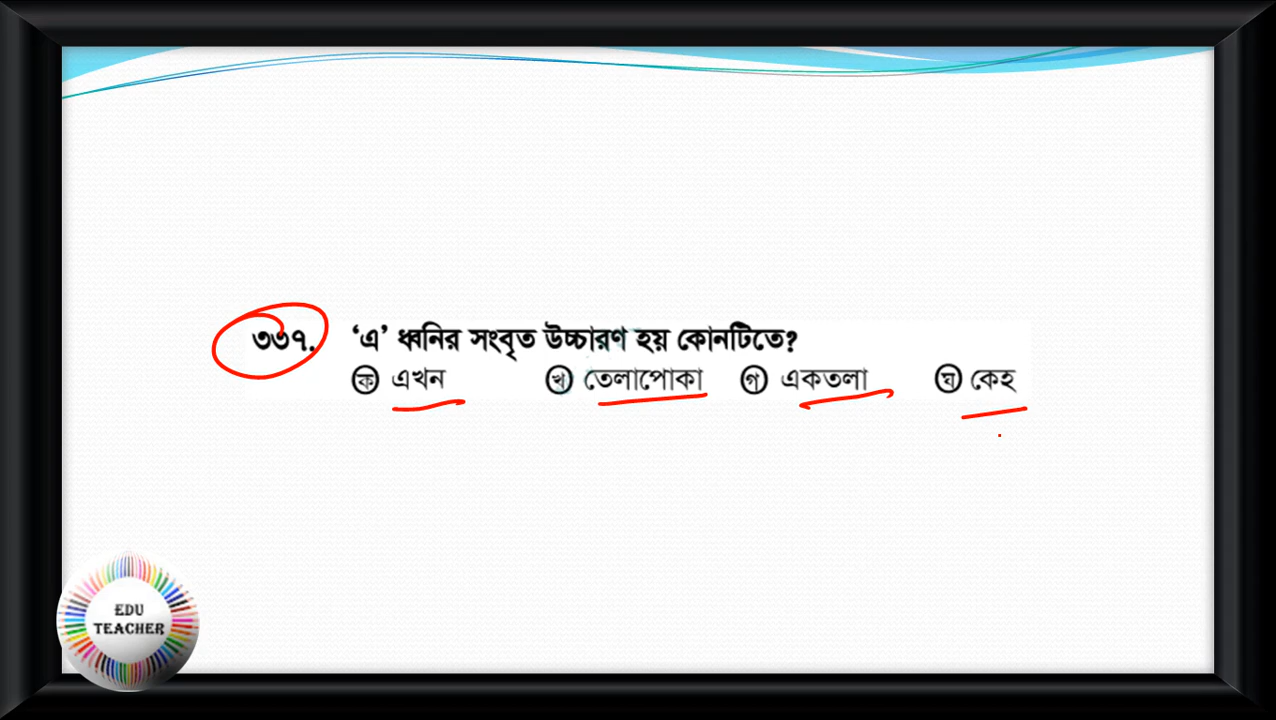 ৩৩৭. ‘এ’ ধ্বনির সংবৃত উচ্চারণ হয় কোনটিতে?
ক এখন খ তেলাপোকা গ একতলা ঘ কেহ
EDU
TEACHER